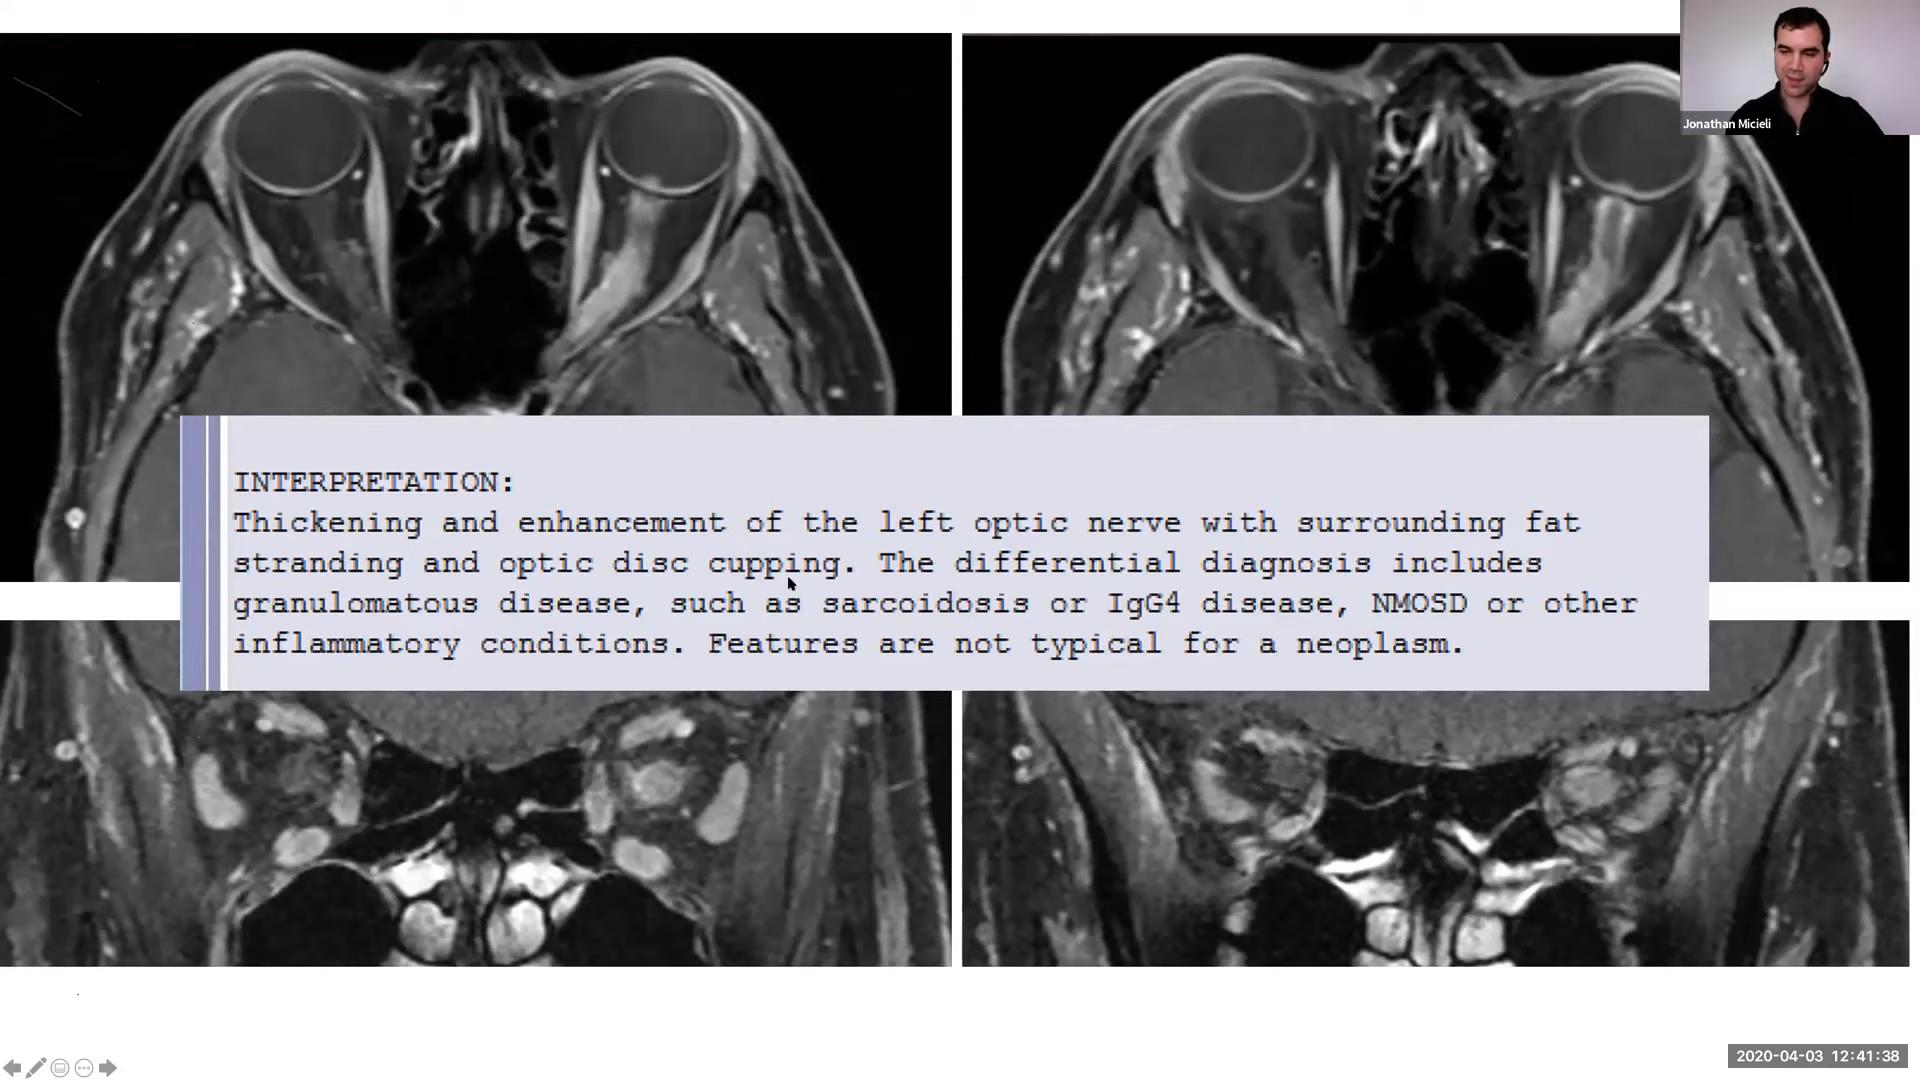 Jonathan Micieli
INTERPRETATION:
Thickening and enhancement of the left optic nerve with surrounding fat
stranding and optic disc cupping. The differential diagnosis includes
granulomatous disease, such as sarcoidosis or IgG4 disease, NMOSD or other
inflammatory conditions. Features are not typical for a neoplasm.
2020-04-03 12:41:38